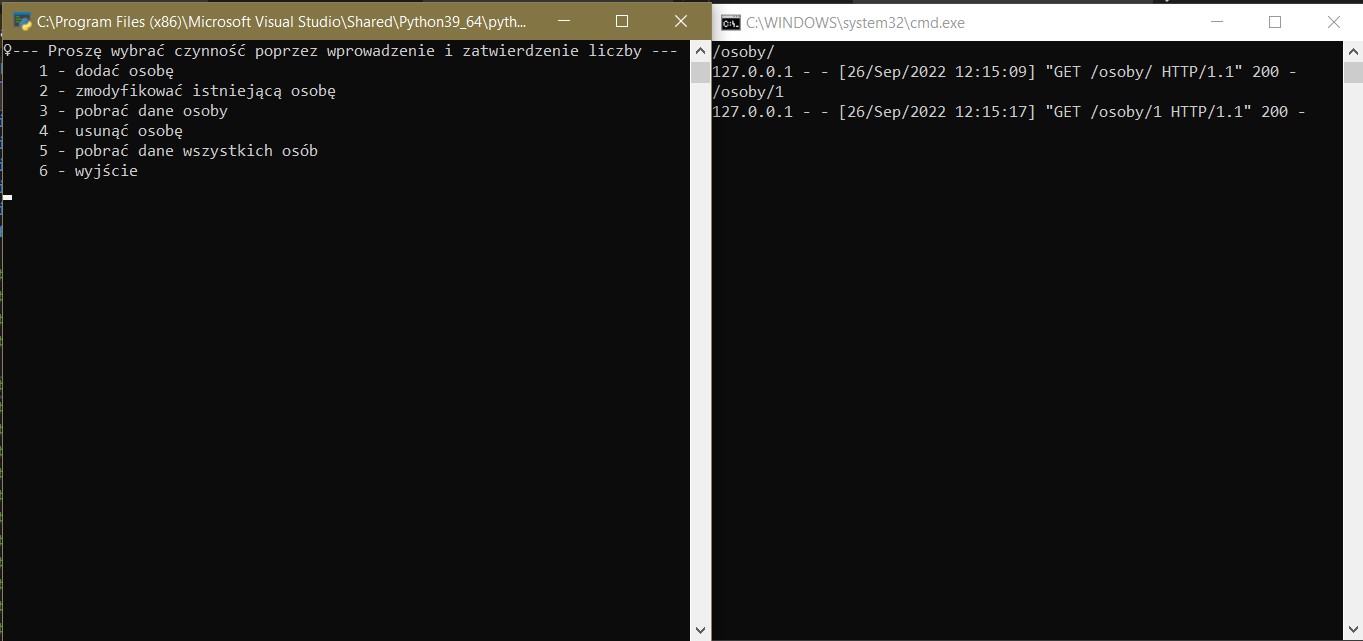 C:\Program Files (x86)\Microsoft Visual Studio\Shared\Python39_64\pyth...
♀--- Proszę wybrać czynność poprzez wprowadzenie i zatwierdzenie liczby ---
1 - dodać osobę
2 - zmodyfikować istniejącą osobę
3 - pobrać dane osoby
4 - usunąć osobę
5 - pobrać dane wszystkich osób
6 - wyjście
C:\WINDOWS\system32\cmd.exe
/osoby/
127.0.0.1 - - [26/Sep/2022 12:15:09] "GET /osoby/ HTTP/1.1" 200 -
/osoby/1
127.0.0.1 - - [26/Sep/2022 12:15:17] "GET /osoby/1 HTTP/1.1" 200 -